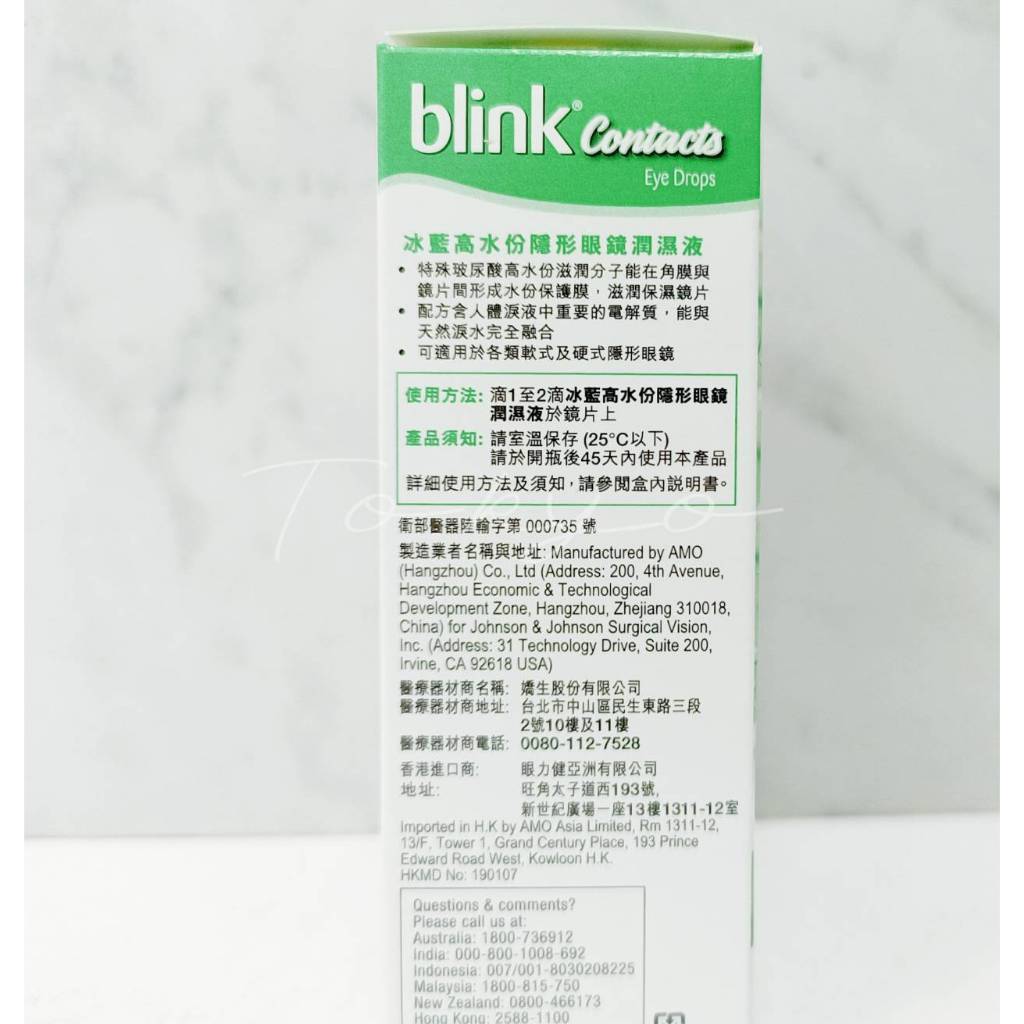 blink® Contacts
Eye Drops
冰藍高水份隱形眼鏡潤濕液
• 特殊玻尿酸高水份滋潤分子能在角膜與
鏡片間形成水份保護膜,滋潤保濕鏡片
• 配方含人體淚液中重要的電解質,能與
天然淚水完全融合
• 可適用於各類軟式及硬式隱形眼鏡
使用方法: 滴1至2滴冰藍高水份隱形眼鏡
潤濕液於鏡片上
產品須知: 請室溫保存 (25°C以下)
請於開瓶後45天內使用本產品
詳細使用方法及須知,請參閱盒內説明書。
衛部醫器陸輸字第 000735 號
製造業者名稱與地址: Manufactured by AMO
(Hangzhou) Co., Ltd (Address: 200, 4th Avenue,
Hangzhou Economic & Technological
Development Zone, Hangzhou, Zhejiang 310018,
China) for Johnson & Johnson Surgical Vision,
Inc. (Address: 31 Technology Drive, Suite 200,
Irvine, CA 92618 USA)
醫療器材商名稱: 嬌生股份有限公司
醫療器材商地址: 台北市中山區民生東路三段
2號10樓及11樓
醫療器材商電話: 0080-112-7528
香港進口商: 眼力健亞洲有限公司
地址: 旺角太子道西193號,
新世紀廣場一座13樓1311-12室
Imported in H.K by AMO Asia Limited, Rm 1311-12,
13/F, Tower 1, Grand Century Place, 193 Prince
Edward Road West, Kowloon H.K.
HKMD No: 190107
Questions & comments?
Please call us at:
Australia: 1800-736912
India: 000-800-1008-692
Indonesia: 007/001-8030208225
Malaysia: 1800-815-750
New Zealand: 0800-466173
Hong Kong: 2588-1100